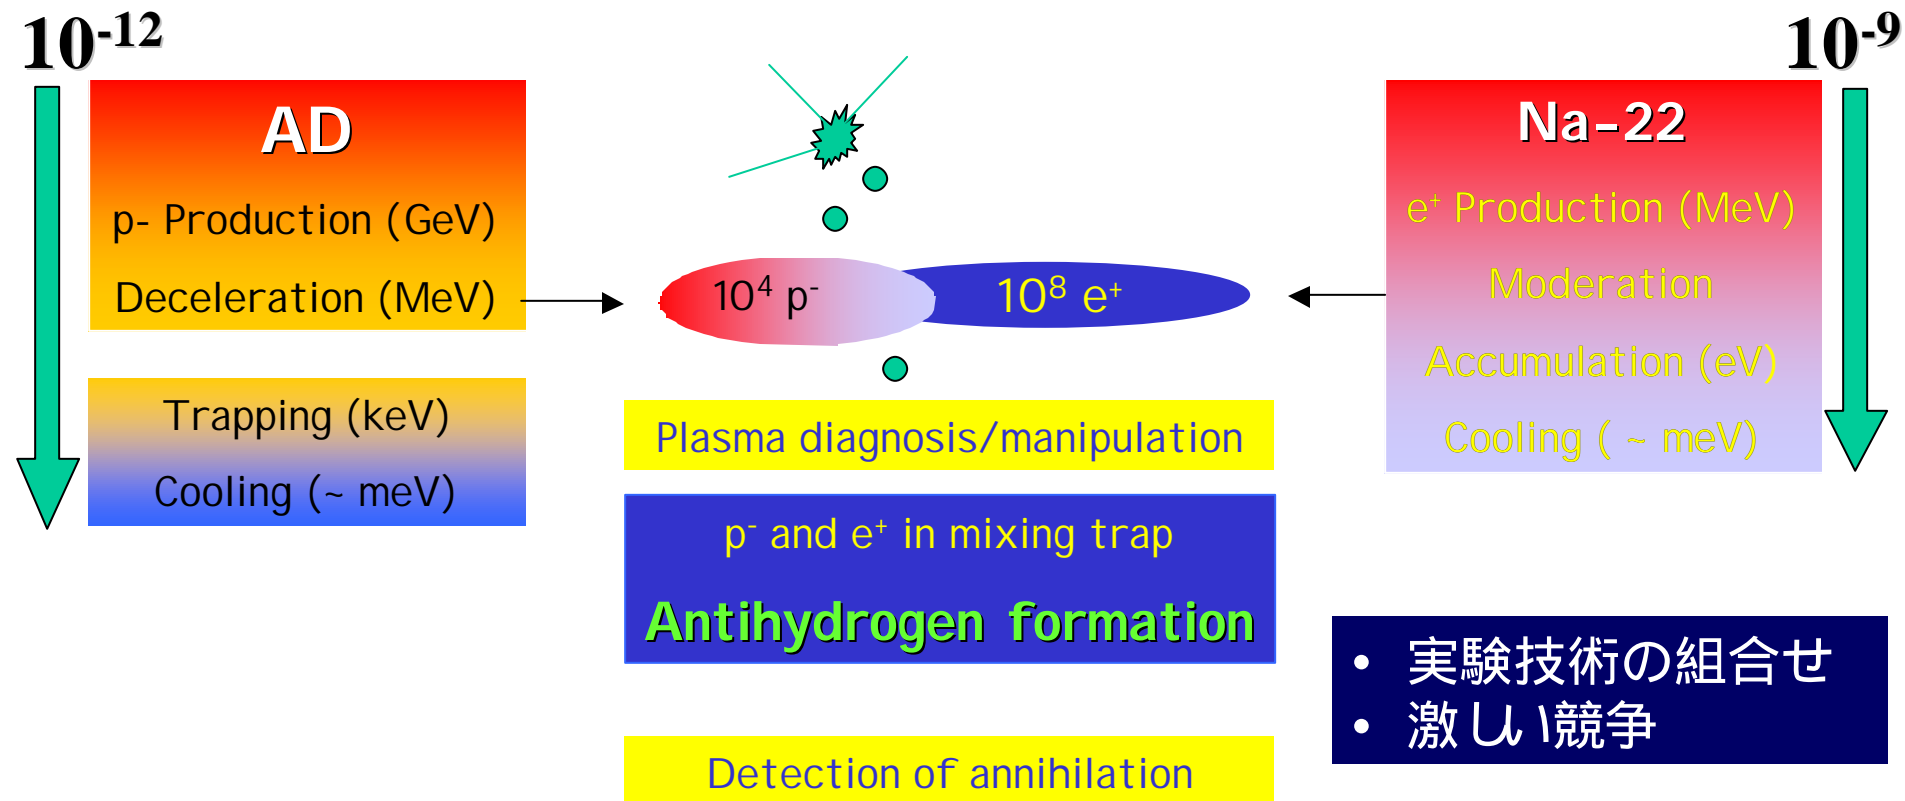 10⁻¹²
AD
p- Production (GeV)
Deceleration (MeV)
Trapping (keV)
Cooling (~ meV)
10⁴ p⁻
10⁸ e⁺
Plasma diagnosis/manipulation
p⁻ and e⁺ in mixing trap
Antihydrogen formation
Detection of annihilation
10⁻⁹
Na-22
e⁺ Production (MeV)
Moderation
Accumulation (eV)
Cooling ( ~ meV)
• 実験技術の組合せ
• 激しい競争